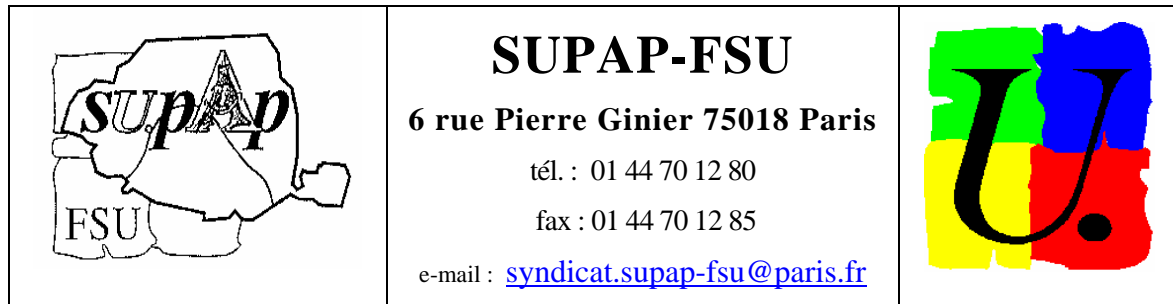 supAp
FSU
SUPAP-FSU
6 rue Pierre Ginier 75018 Paris
tél. : 01 44 70 12 80
fax : 01 44 70 12 85
e-mail : syndicat.supap-fsu@paris.fr
U.